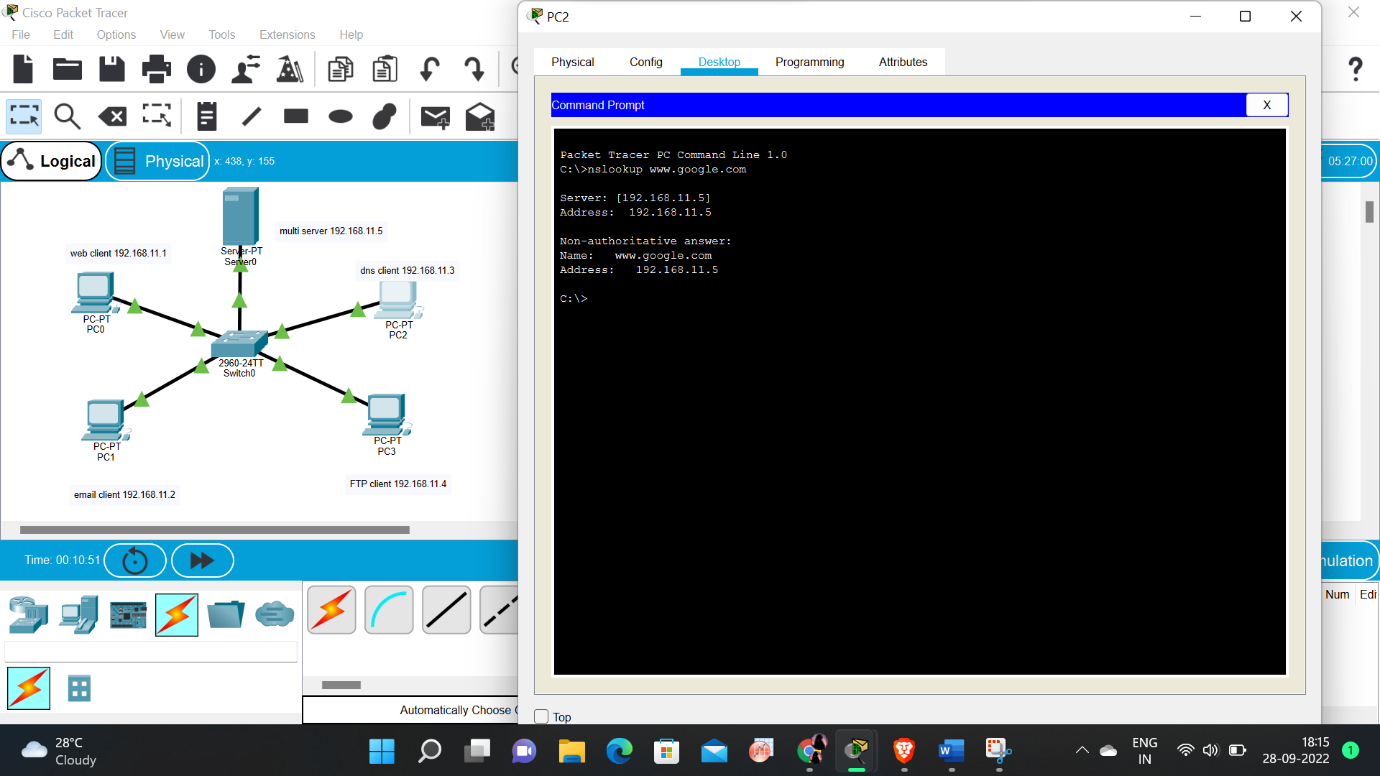 Cisco Packet Tracer
File Edit Options View Tools Extensions Help
Logical
Physical
x: 438, y: 155
05:27:00
multi server 192.168.11.5
web client 192.168.11.1
Server-PT
Server0
dns client 192.168.11.3
PC-PT
PC0
PC-PT
PC2
2960-24TT
Switch0
PC-PT
PC1
PC-PT
PC3
email client 192.168.11.2
FTP client 192.168.11.4
Time: 00:10:51
Automatically Choose
Num
PC2
Physical Config Desktop Programming Attributes
Command Prompt
X
Packet Tracer PC Command Line 1.0
C:\>nslookup www.google.com
Server: [192.168.11.5]
Address: 192.168.11.5
Non-authoritative answer:
Name: www.google.com
Address: 192.168.11.5
C:\>
Top
28°C
Cloudy
ENG
IN
18:15
28-09-2022
1